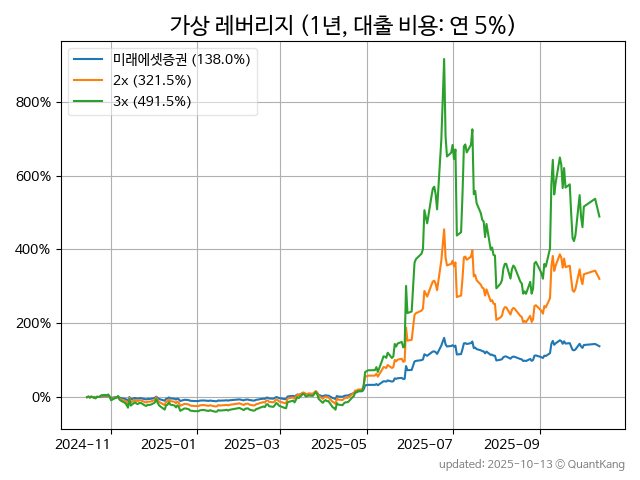 가상 레버리지 (1년, 대출 비용: 연 5%)
미래에셋증권 (138.0%)
2x (321.5%)
3x (491.5%)
800%
600%
400%
200%
0%
2024-11 2025-01 2025-03 2025-05 2025-07 2025-09
updated: 2025-10-13 © QuantKang